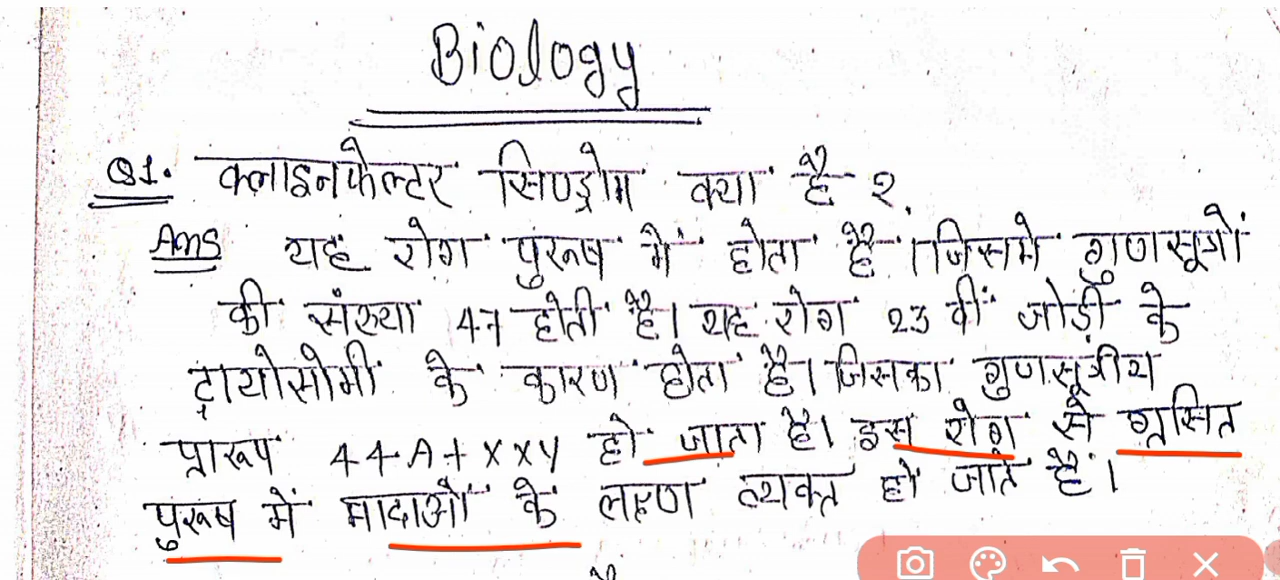 Biology
Q1. क्लाइनफेल्टर सिण्ड्रोम क्या है ?
Ans यह रोग पुरूष में होता है। जिसमे गुणसूत्रों
की संख्या 47 होती है। यह रोग 23 वीं जोड़ी के
ट्रायोसोमी के कारण होता है। जिसका गुणसूत्रीय
प्रारूप 44A+XXY हो जाता है। इस रोग से ग्रसित
पुरूष में मादाओं के लक्षण व्यक्त हो जाते हैं।